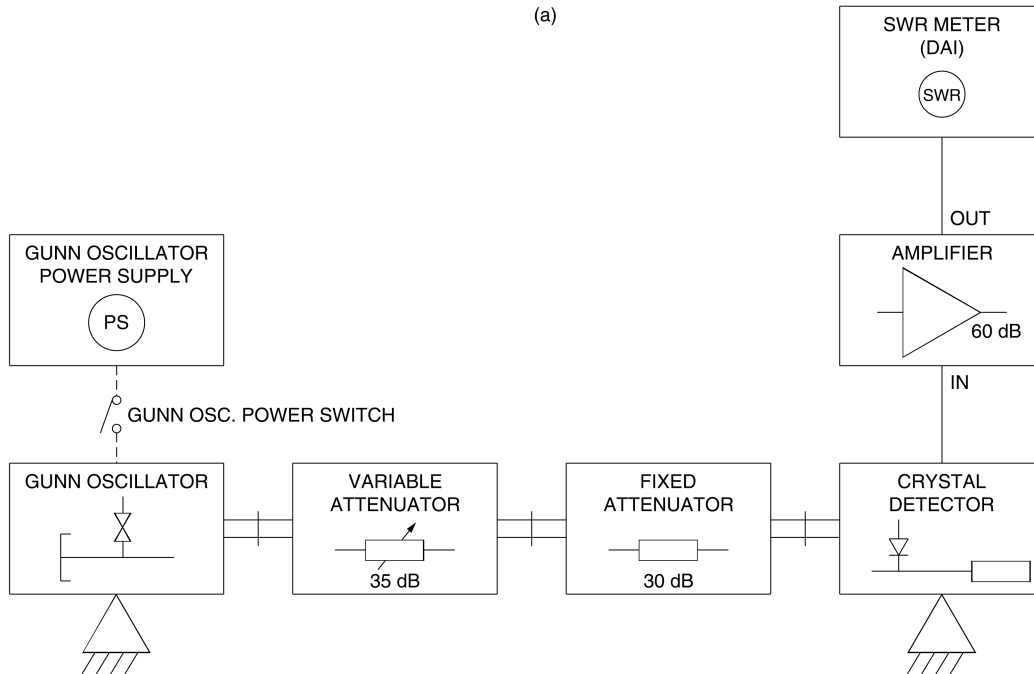 (a)
SWR METER
(DAI)
SWR
OUT
GUNN OSCILLATOR
POWER SUPPLY
PS
AMPLIFIER
60 dB
IN
GUNN OSC. POWER SWITCH
GUNN OSCILLATOR
VARIABLE
ATTENUATOR
35 dB
FIXED
ATTENUATOR
30 dB
CRYSTAL
DETECTOR